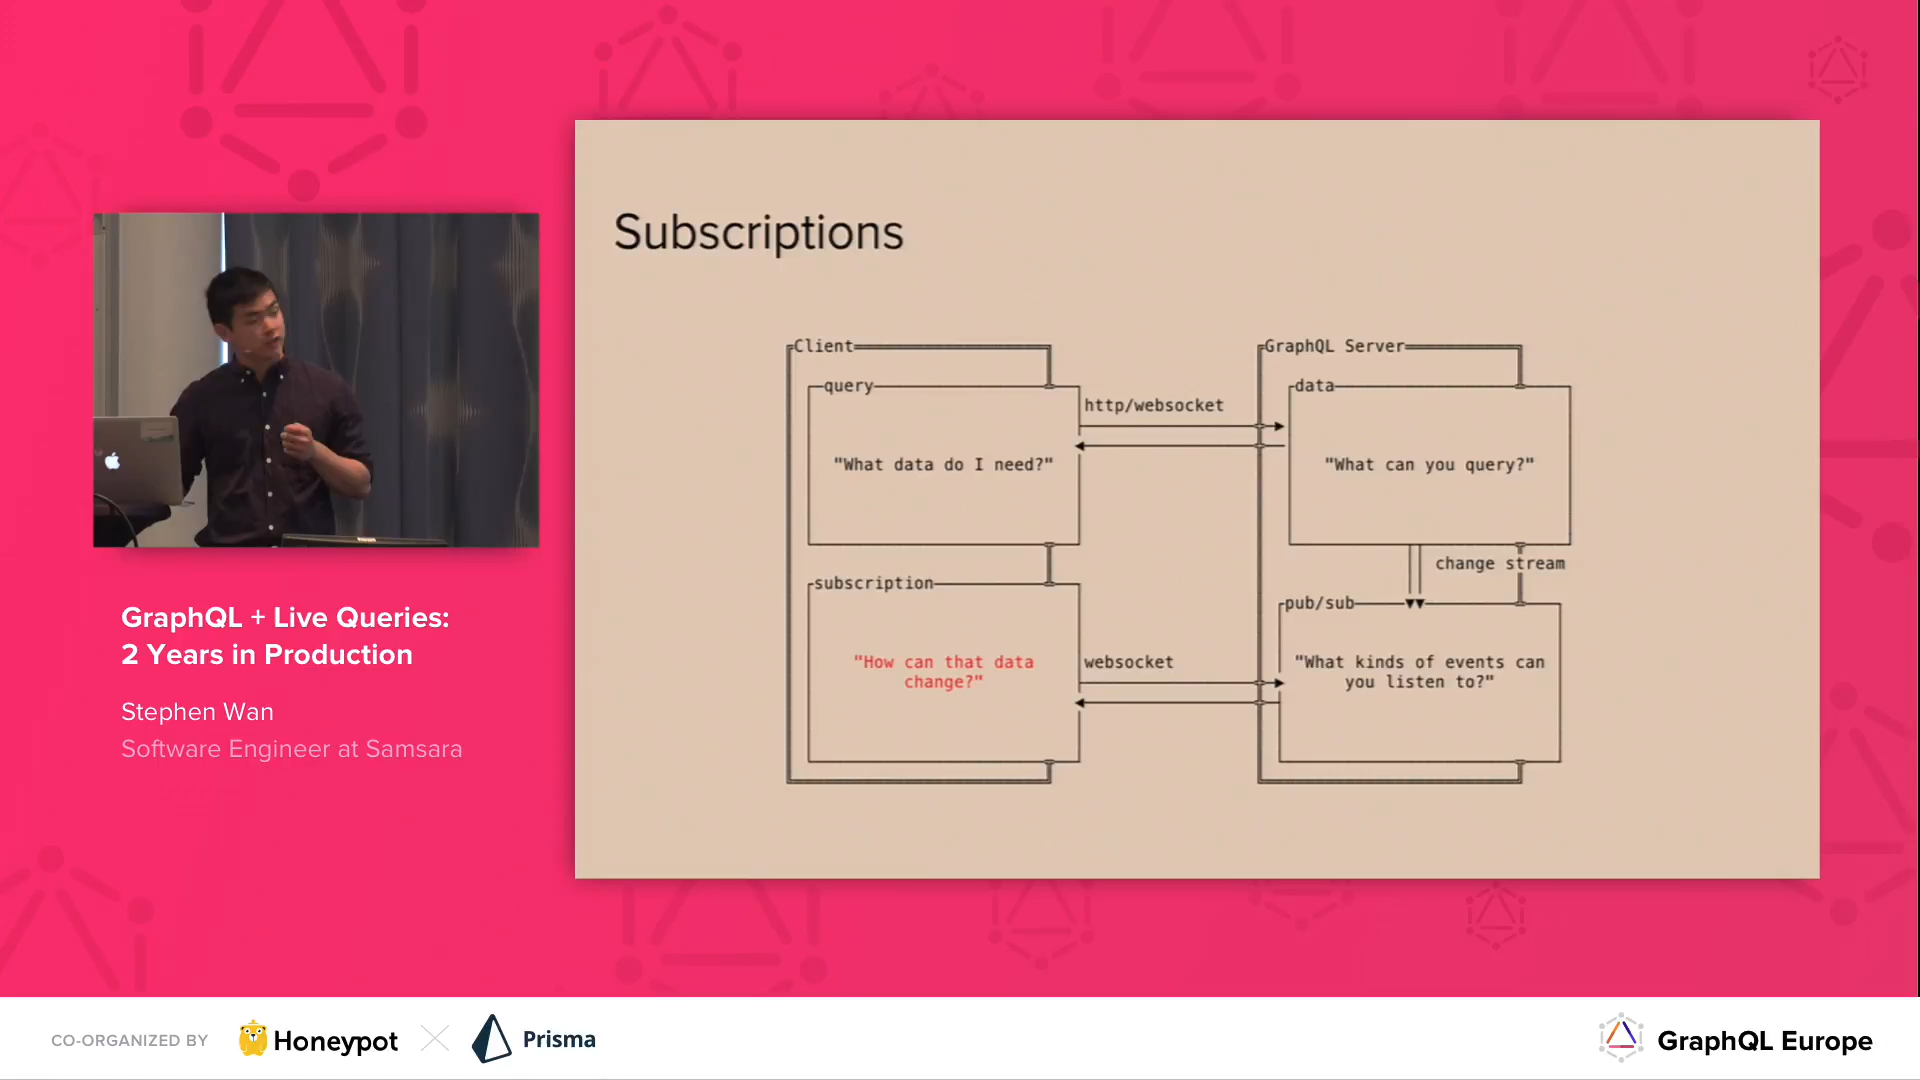 Subscriptions
Client
GraphQL Server
query
data
http/websocket
"What data do I need?"
"What can you query?"
change stream
subscription
pub/sub
"How can that data
change?"
websocket
"What kinds of events can
you listen to?"
GraphQL + Live Queries:
2 Years in Production
Stephen Wan
Software Engineer at Samsara
CO-ORGANIZED BY
Honeypot
Prisma
GraphQL Europe